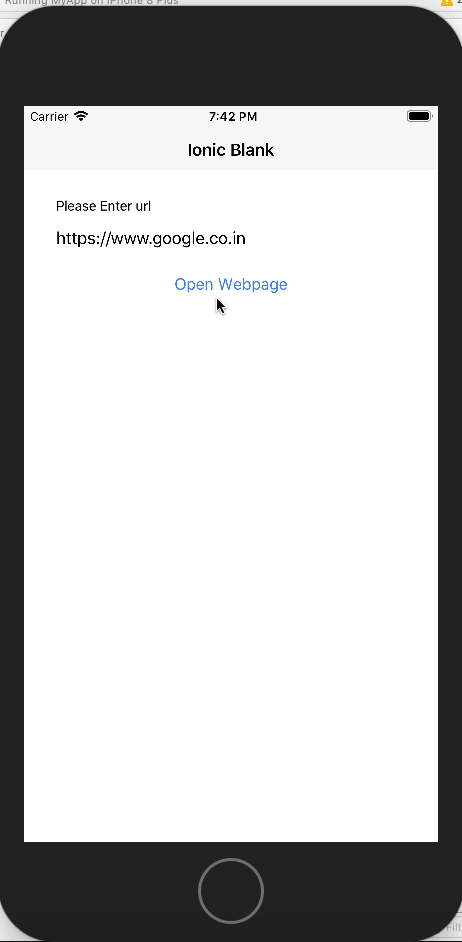 Running MyApp on iPhone 8 Plus
Carrier
7:42 PM
Ionic Blank
Please Enter url
https://www.google.co.in
Open Webpage
Filt